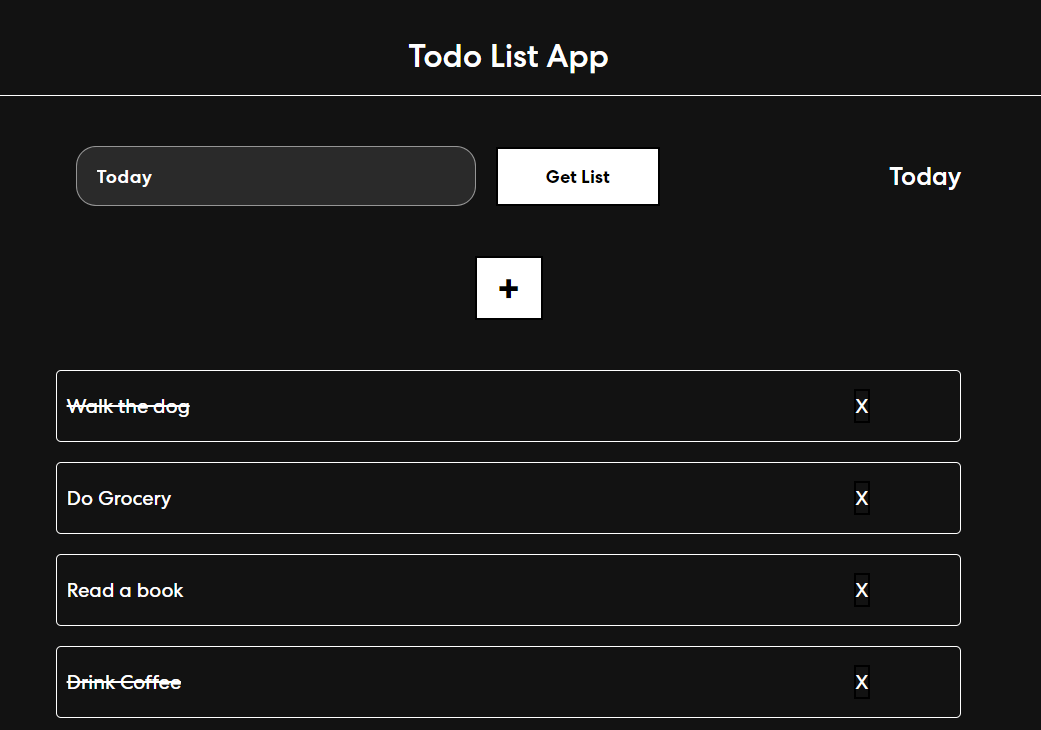 Todo List App
Today
Get List
Today
+
Walk the dog
X
Do Grocery
X
Read a book
X
Drink Coffee
X